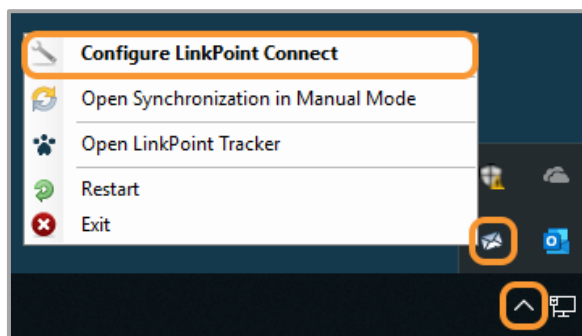 Configure LinkPoint Connect
Open Synchronization in Manual Mode
Open LinkPoint Tracker
Restart
Exit